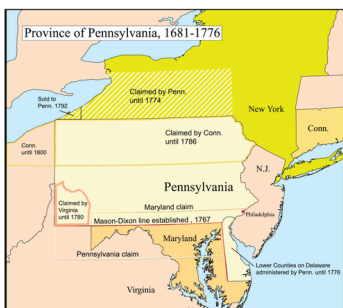 Province of Pennsylvania, 1681-1776
Claimed by Penn.
until 1774
Sold to
Penn. 1792
New York
Claimed by Conn.
until 1786
Conn.
Conn.
until 1800
N.J.
Pennsylvania
Claimed by
Virginia
until 1780
Maryland claim
Philadelphia
Mason-Dixon line established , 1767
Maryland
Pennsylvania claim
Lower Counties on Delaware
administered by Penn. until 1776
Virginia